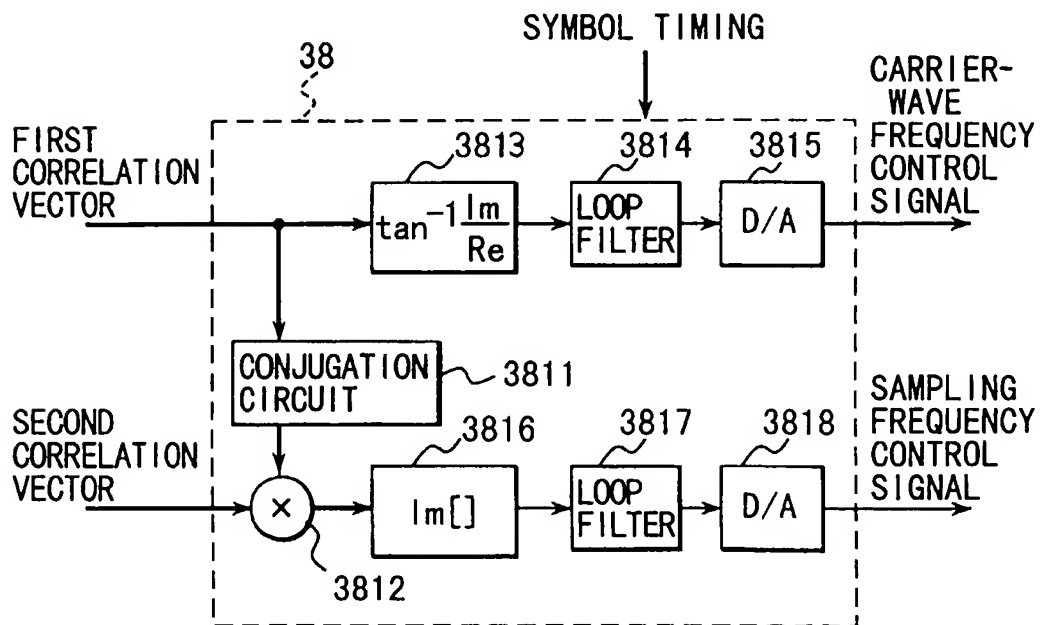 SYMBOL TIMING
38
CARRIER-
WAVE
FREQUENCY
CONTROL
SIGNAL
FIRST
CORRELATION
VECTOR
3813
3814
3815
tan⁻¹ Im/Re
LOOP
FILTER
D/A
CONJUGATION
CIRCUIT
3811
SECOND
CORRELATION
VECTOR
3816
3817
3818
SAMPLING
FREQUENCY
CONTROL
SIGNAL
×
Im[]
LOOP
FILTER
D/A
3812